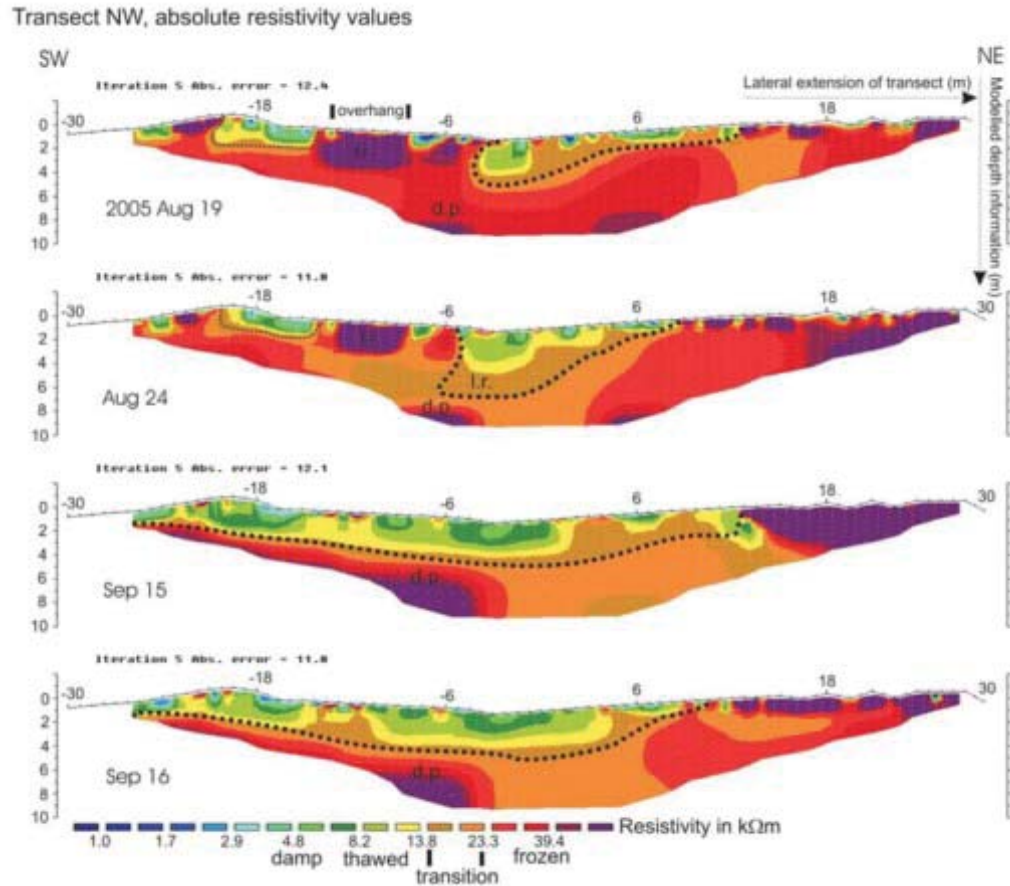 Transect NW, absolute resistivity values
SW
NE
Iteration 5 Abs. error = 12.4
Lateral extension of transect (m)
Modelled depth information (m)
-30 -18 overhang -6 6 18
0
2
4
6
8
10
d.p.
2005 Aug 19
Iteration 5 Abs. error = 11.8
-30 -18 -6 6 18 30
0
2
4
6
8
10
l.r.
d.p.
Aug 24
Iteration 5 Abs. error = 12.1
-30 -18 -6 6 18 30
0
2
4
6
8
10
d.p.
Sep 15
Iteration 5 Abs. error = 11.8
-30 -18 -6 6 18 30
0
2
4
6
8
10
d.p.
Sep 16
Resistivity in kΩm
1.0 1.7 2.9 4.8 8.2 13.8 23.3 39.4
damp thawed frozen
transition